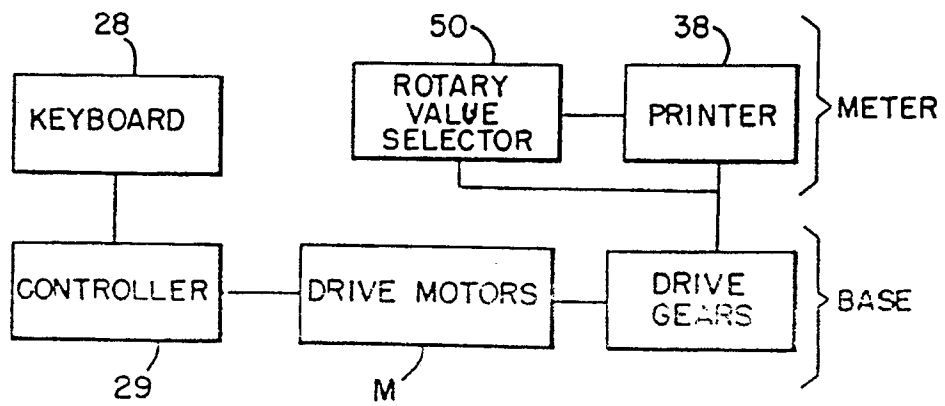 28
50
38
KEYBOARD
ROTARY
VALUE
SELECTOR
PRINTER
METER
CONTROLLER
DRIVE MOTORS
DRIVE
GEARS
BASE
29
M